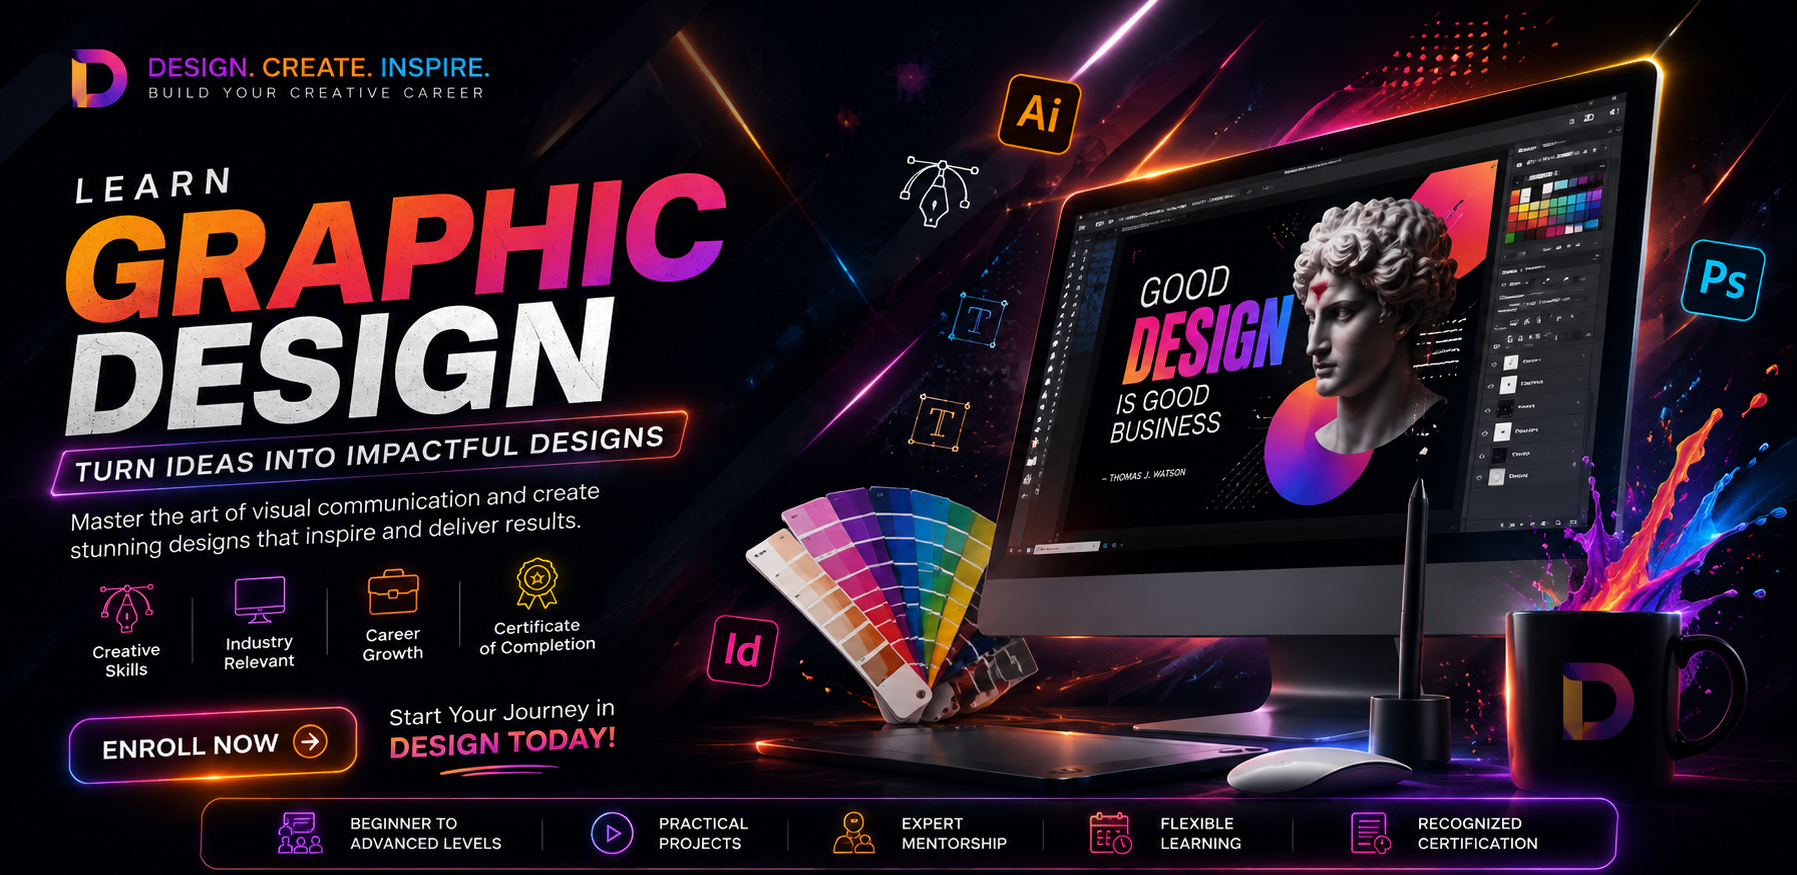 DESIGN. CREATE. INSPIRE.
BUILD YOUR CREATIVE CAREER
LEARN
GRAPHIC
DESIGN
TURN IDEAS INTO IMPACTFUL DESIGNS
Master the art of visual communication and create
stunning designs that inspire and deliver results.
Creative
Skills
Industry
Relevant
Career
Growth
Certificate
of Completion
ENROLL NOW
Start Your Journey in
DESIGN TODAY!
Ai
T
T
Id
Ps
GOOD
DESIGN
IS GOOD
BUSINESS
– THOMAS J. WATSON
D
BEGINNER TO
ADVANCED LEVELS
PRACTICAL
PROJECTS
EXPERT
MENTORSHIP
FLEXIBLE
LEARNING
RECOGNIZED
CERTIFICATION